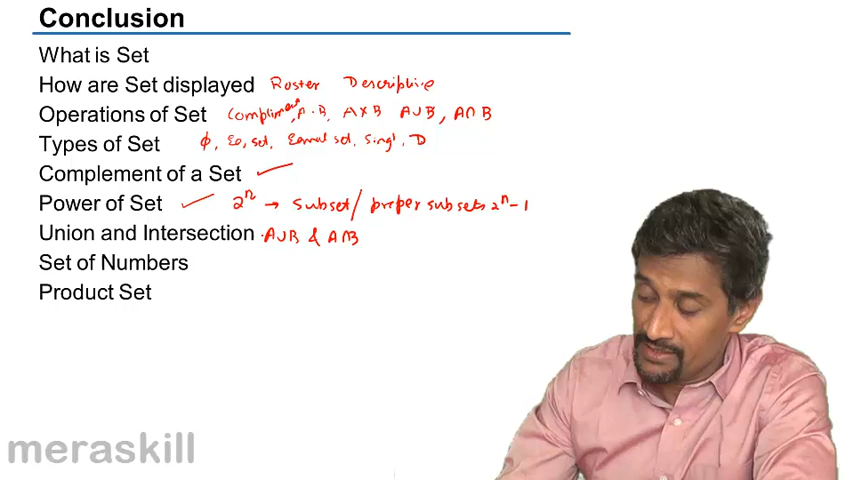 Conclusion
What is Set
How are Set displayed Roster Descriptive
Operations of Set Compliment, A - B, A x B A∪B, A∩B
Types of Set φ, Eq. set, Equal set, Singl, D
Complement of a Set ✓
Power of Set ✓ 2ⁿ → subset/ proper subsets 2ⁿ-1
Union and Intersection A∪B & A∩B
Set of Numbers
Product Set
meraskill